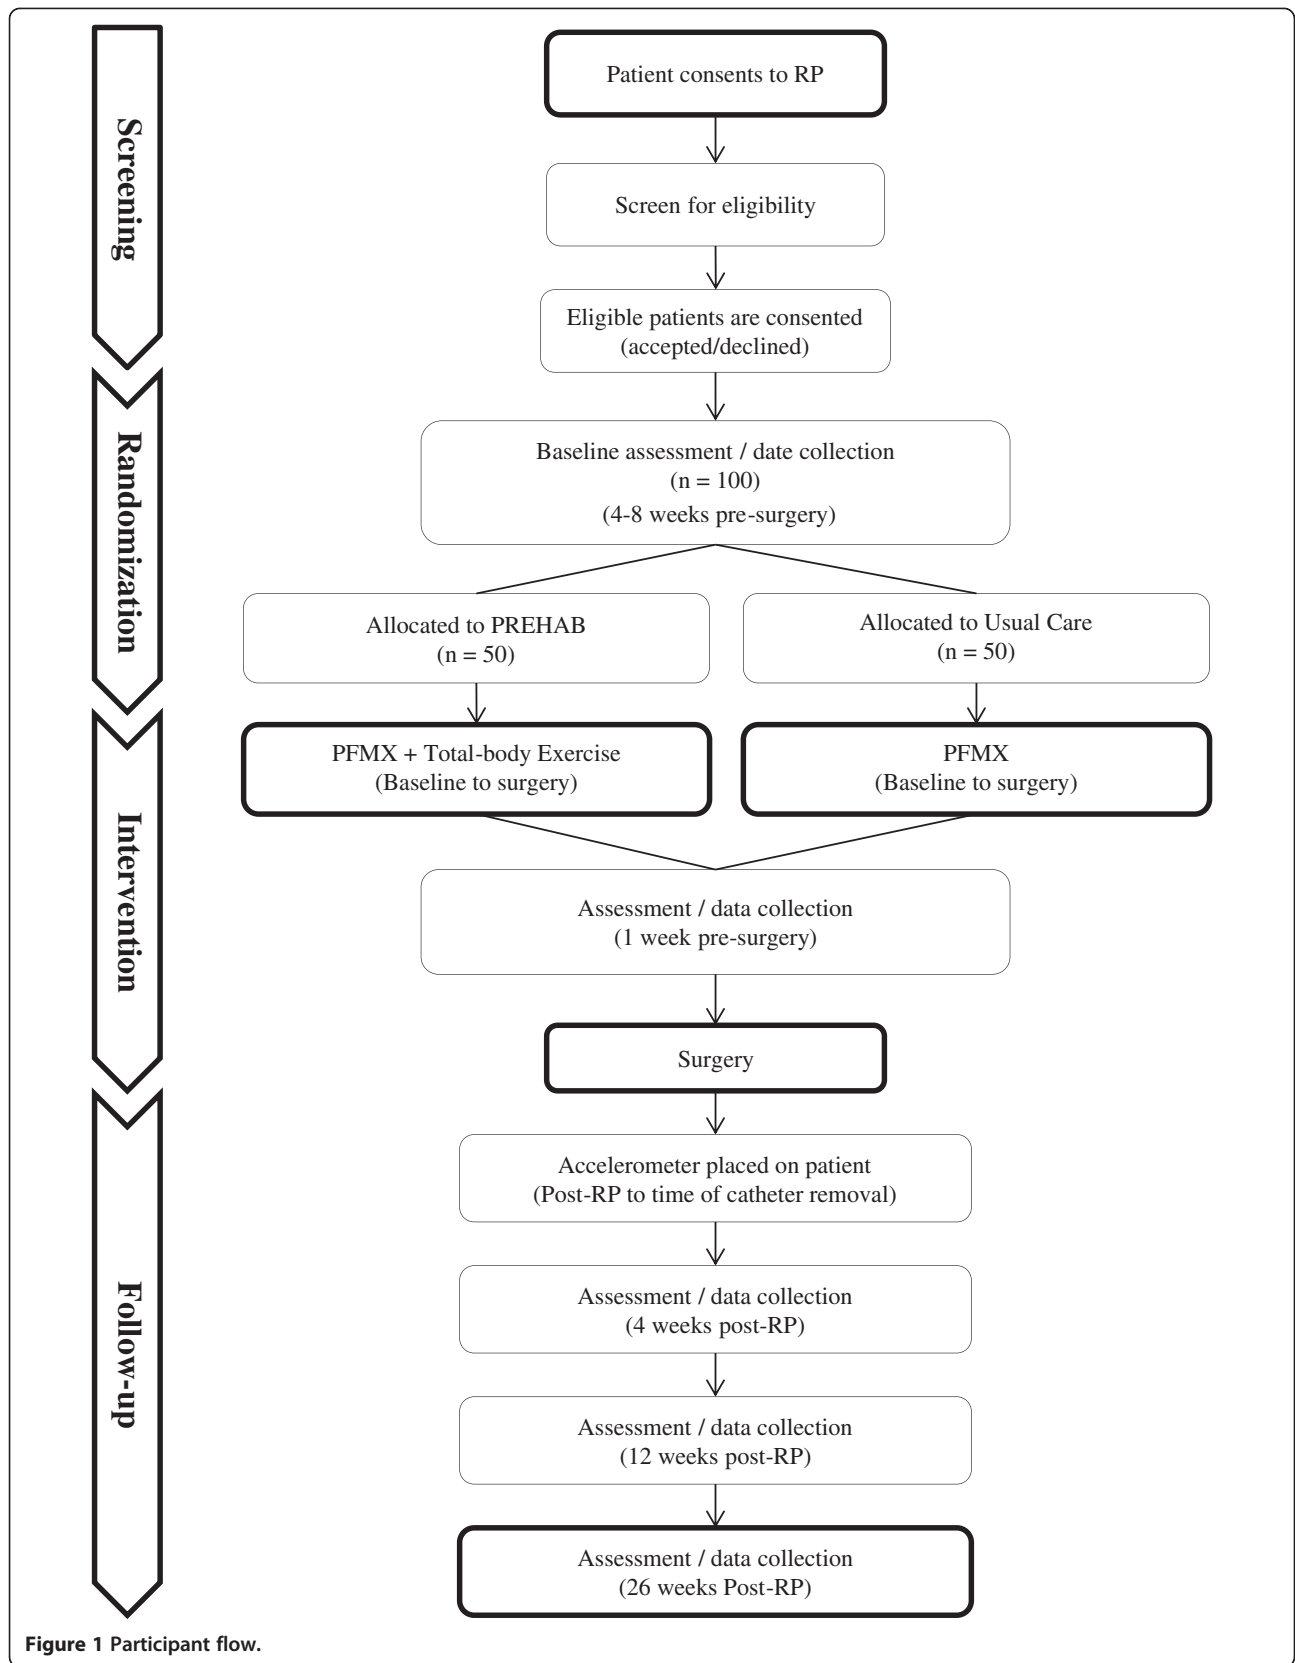 Screening
Patient consents to RP
Screen for eligibility
Eligible patients are consented
(accepted/declined)
Randomization
Baseline assessment / date collection
(n = 100)
(4-8 weeks pre-surgery)
Allocated to PREHAB
(n = 50)
Allocated to Usual Care
(n = 50)
Intervention
PFMX + Total-body Exercise
(Baseline to surgery)
PFMX
(Baseline to surgery)
Assessment / data collection
(1 week pre-surgery)
Surgery
Follow-up
Accelerometer placed on patient
(Post-RP to time of catheter removal)
Assessment / data collection
(4 weeks post-RP)
Assessment / data collection
(12 weeks post-RP)
Assessment / data collection
(26 weeks Post-RP)
Figure 1 Participant flow.